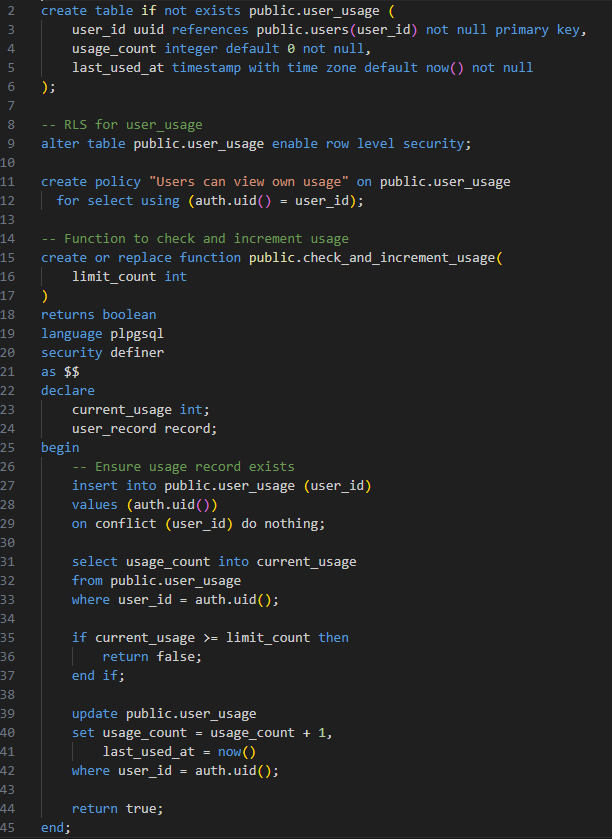 2 create table if not exists public.user_usage (
3     user_id uuid references public.users(user_id) not null primary key,
4     usage_count integer default 0 not null,
5     last_used_at timestamp with time zone default now() not null
6 );
7
8 -- RLS for user_usage
9 alter table public.user_usage enable row level security;
10
11 create policy "Users can view own usage" on public.user_usage
12   for select using (auth.uid() = user_id);
13
14 -- Function to check and increment usage
15 create or replace function public.check_and_increment_usage(
16     limit_count int
17 )
18 returns boolean
19 language plpgsql
20 security definer
21 as $$
22 declare
23     current_usage int;
24     user_record record;
25 begin
26     -- Ensure usage record exists
27     insert into public.user_usage (user_id)
28     values (auth.uid())
29     on conflict (user_id) do nothing;
30
31     select usage_count into current_usage
32     from public.user_usage
33     where user_id = auth.uid();
34
35     if current_usage >= limit_count then
36         return false;
37     end if;
38
39     update public.user_usage
40     set usage_count = usage_count + 1,
41         last_used_at = now()
42     where user_id = auth.uid();
43
44     return true;
45 end;